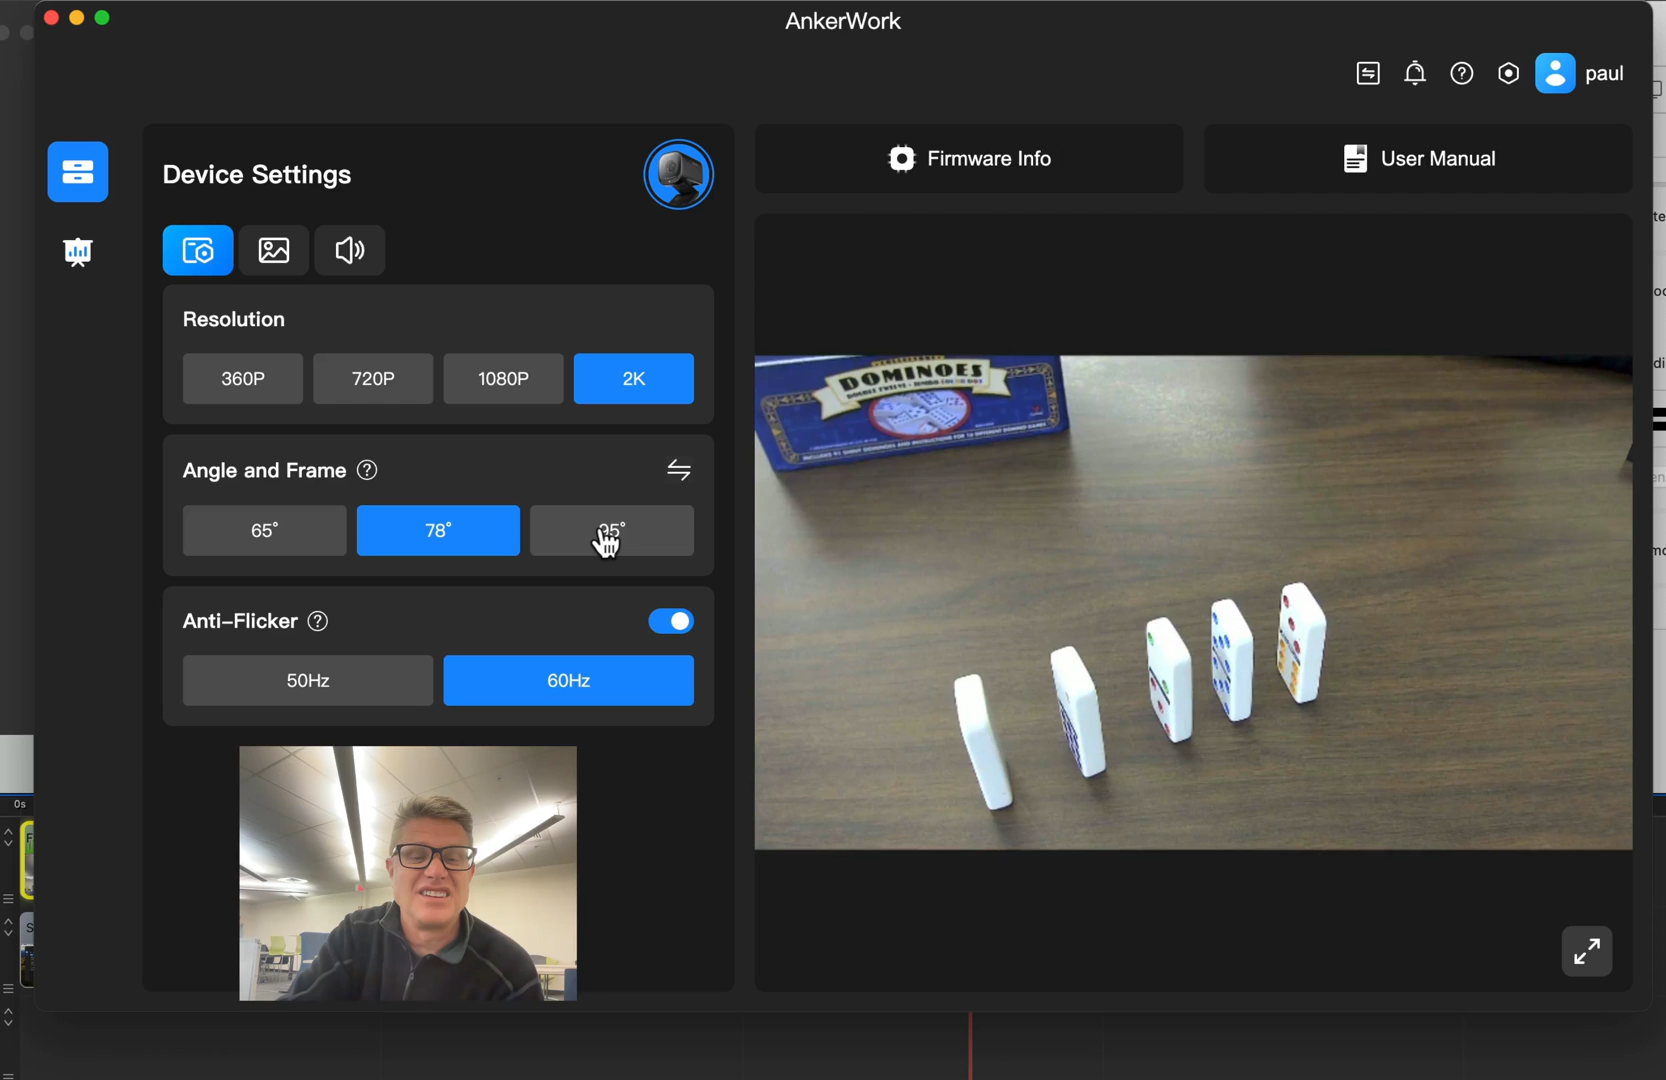 AnkerWork
paul
Device Settings
Firmware Info
User Manual
Resolution
360P
720P
1080P
2K
Angle and Frame
65°
78°
95°
Anti-Flicker
50Hz
60Hz
DOMINOES
0s